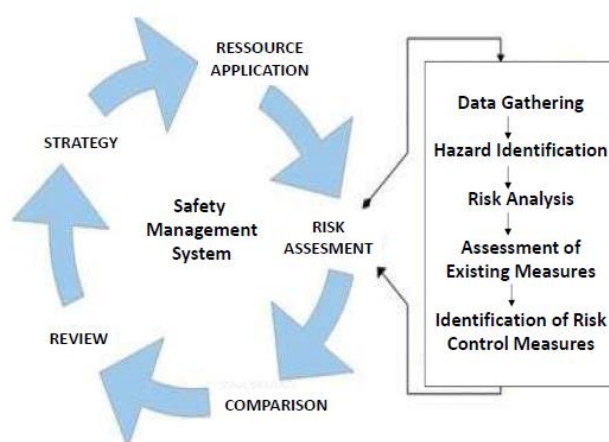 RESSOURCE
APPLICATION
STRATEGY
Safety
Management
System
RISK
ASSESMENT
REVIEW
COMPARISON
Data Gathering
Hazard Identification
Risk Analysis
Assessment of
Existing Measures
Identification of Risk
Control Measures